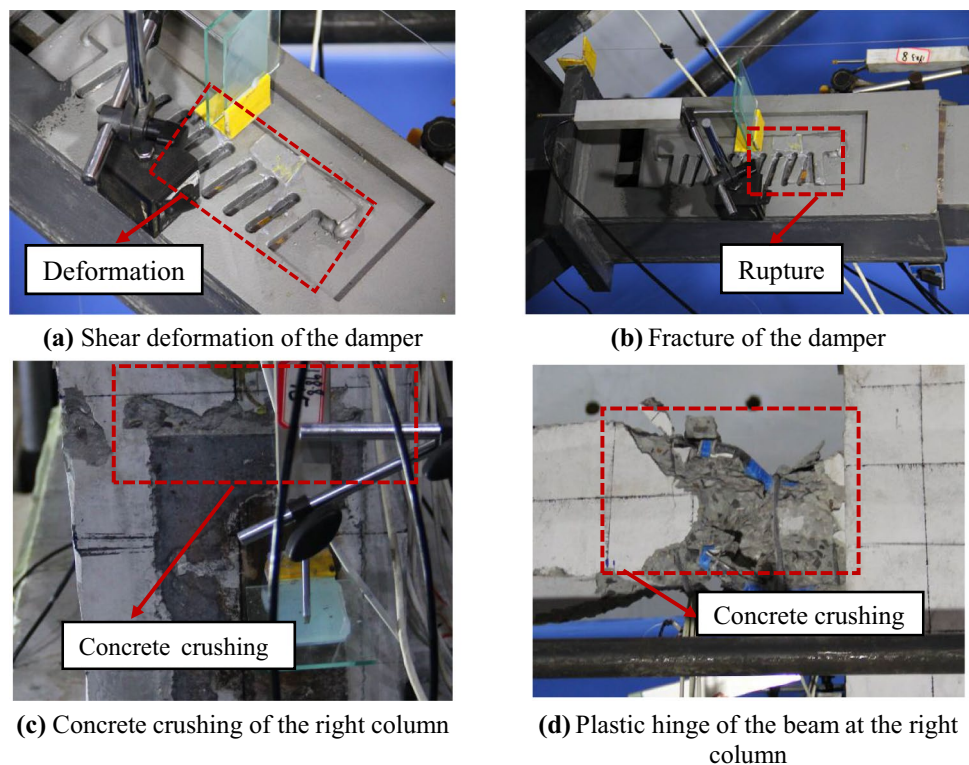 Deformation
Rupture
(a) Shear deformation of the damper
(b) Fracture of the damper
Concrete crushing
Concrete crushing
(c) Concrete crushing of the right column
(d) Plastic hinge of the beam at the right
column